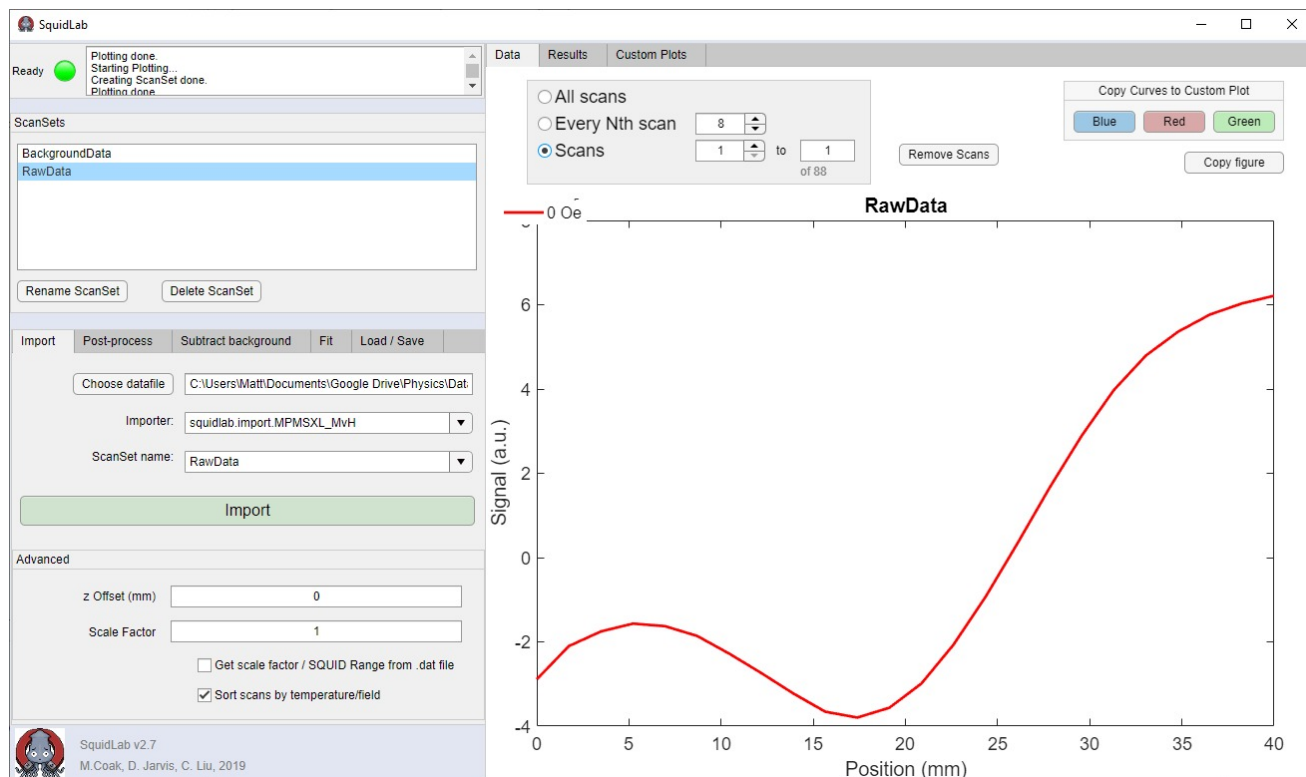 SquidLab
Ready
Plotting done.
Starting Plotting...
Creating ScanSet done.
Plotting done
ScanSets
BackgroundData
RawData
Rename ScanSet
Delete ScanSet
Import
Post-process
Subtract background
Fit
Load / Save
Choose datafile
C:\Users\Matt\Documents\Google Drive\Physics\Dat
Importer:
squidlab.import.MPMSXL_MvH
ScanSet name:
RawData
Import
Advanced
z Offset (mm)
0
Scale Factor
1
Get scale factor / SQUID Range from .dat file
Sort scans by temperature/field
SquidLab v2.7
M.Coak, D. Jarvis, C. Liu, 2019
Data
Results
Custom Plots
All scans
Every Nth scan
8
Scans
1
to
1
of 88
Remove Scans
Copy Curves to Custom Plot
Blue
Red
Green
Copy figure
RawData
0 Oe
6
4
2
0
-2
-4
Signal (a.u.)
0
5
10
15
20
25
30
35
40
Position (mm)